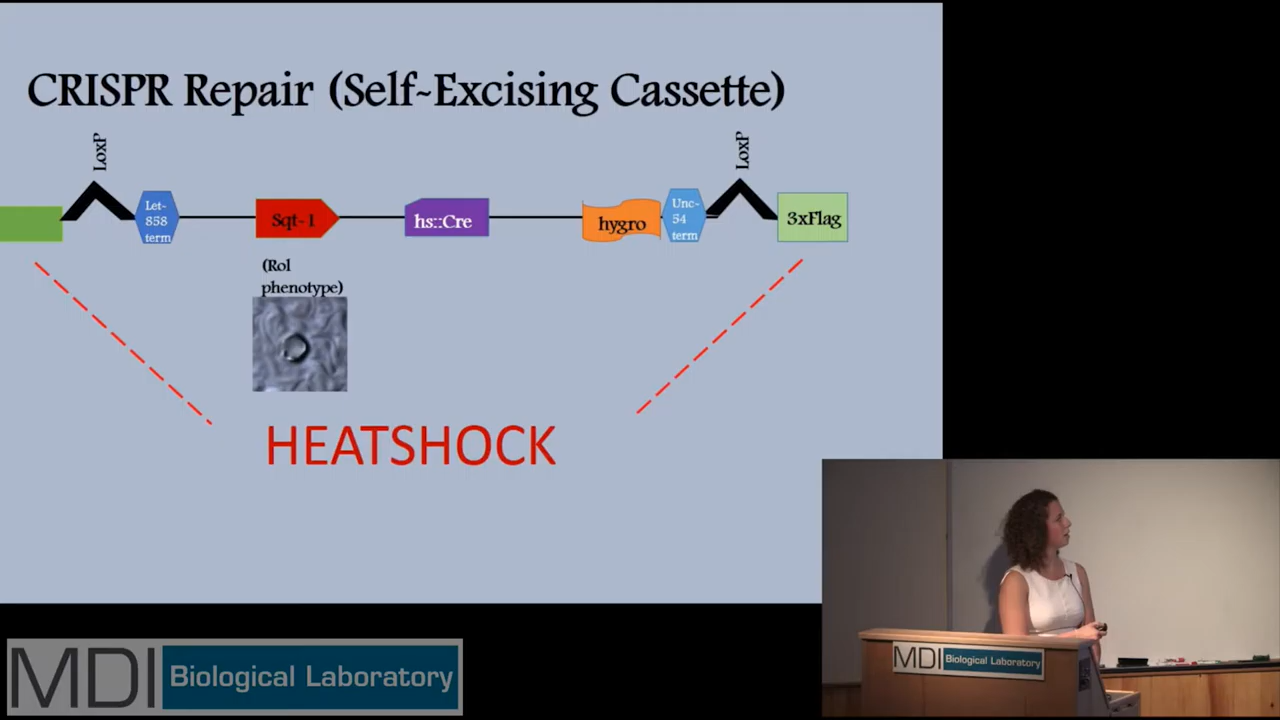 CRISPR Repair (Self-Excising Cassette)
LoxP
LoxP
Let-
858
term
Sqt-1
hs::Cre
hygro
Unc-
54
term
3xFlag
(Rol
phenotype)
HEATSHOCK
MDI Biological Laboratory
MDI Biological Laboratory